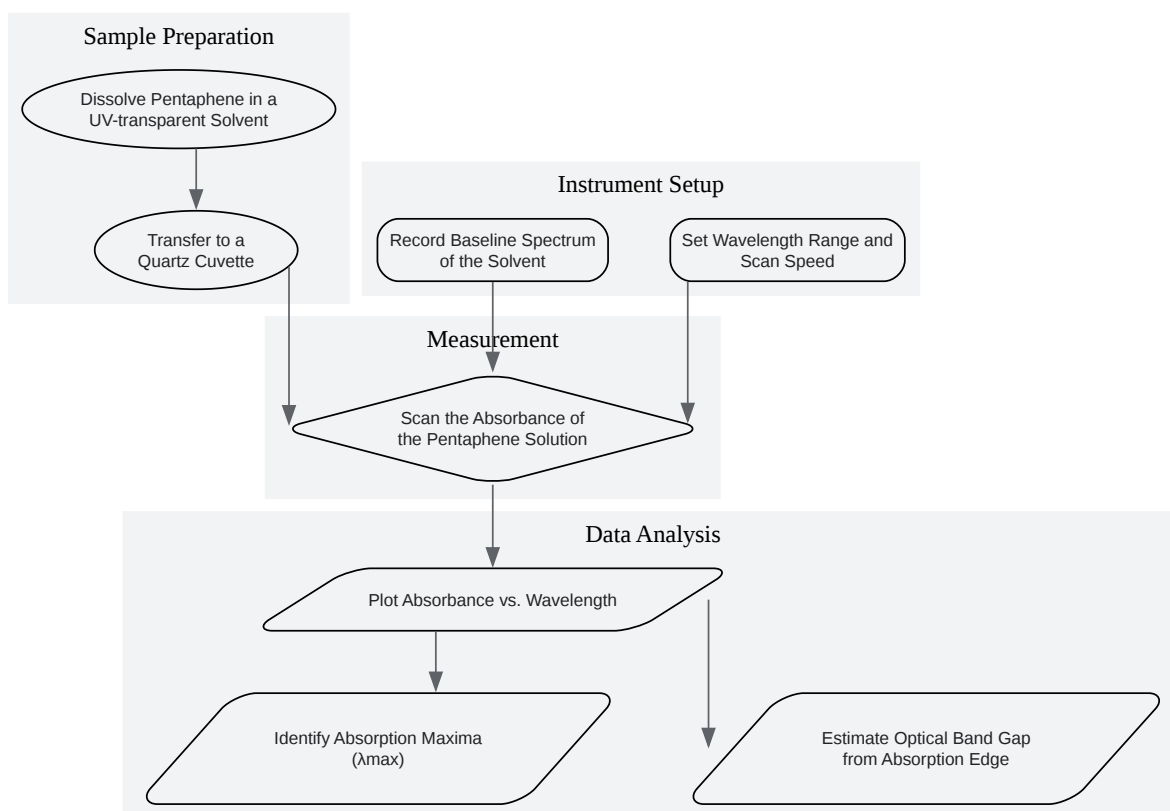 Sample Preparation
Dissolve Pentaphene in a
UV-transparent Solvent
Transfer to a
Quartz Cuvette
Instrument Setup
Record Baseline Spectrum
of the Solvent
Set Wavelength Range and
Scan Speed
Measurement
Scan the Absorbance of
the Pentaphene Solution
Data Analysis
Plot Absorbance vs. Wavelength
Identify Absorption Maxima
(λmax)
Estimate Optical Band Gap
from Absorption Edge